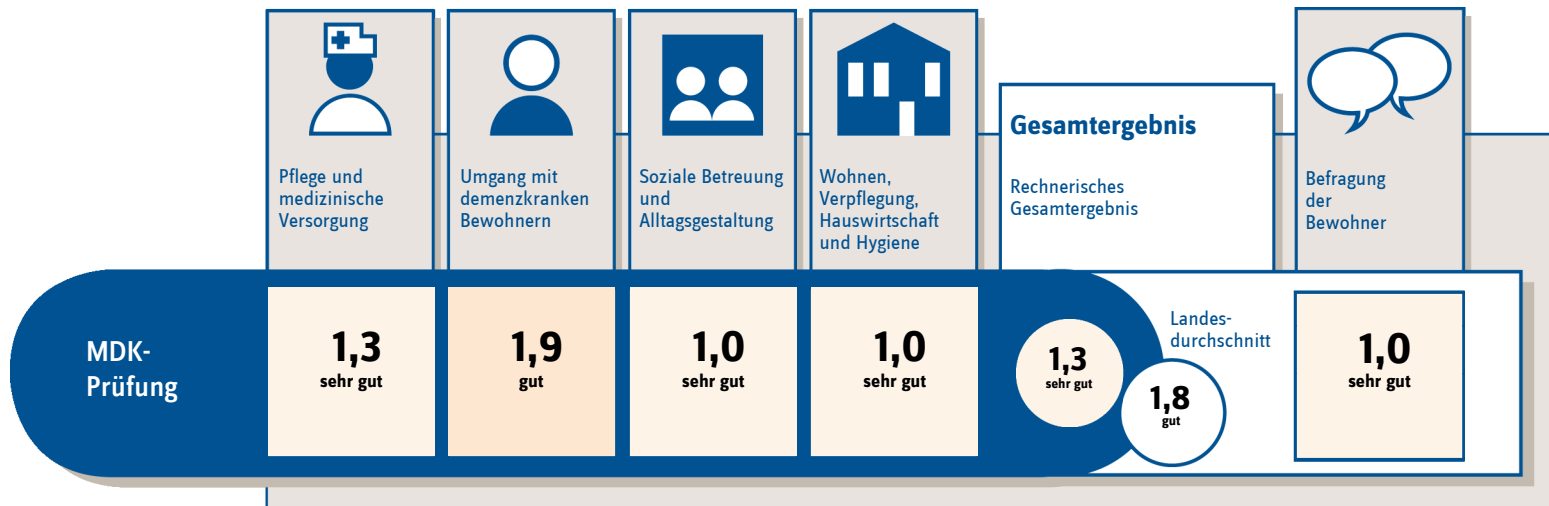 Pflege und
medizinische
Versorgung
Umgang mit
demenzkranken
Bewohnern
Soziale Betreuung
und
Alltagsgestaltung
Wohnen,
Verpflegung,
Hauswirtschaft
und Hygiene
Gesamtergebnis
Rechnerisches
Gesamtergebnis
Befragung
der
Bewohner
MDK-
Prüfung
1,3
sehr gut
1,9
gut
1,0
sehr gut
1,0
sehr gut
1,3
sehr gut
Landes-
durchschnitt
1,8
gut
1,0
sehr gut